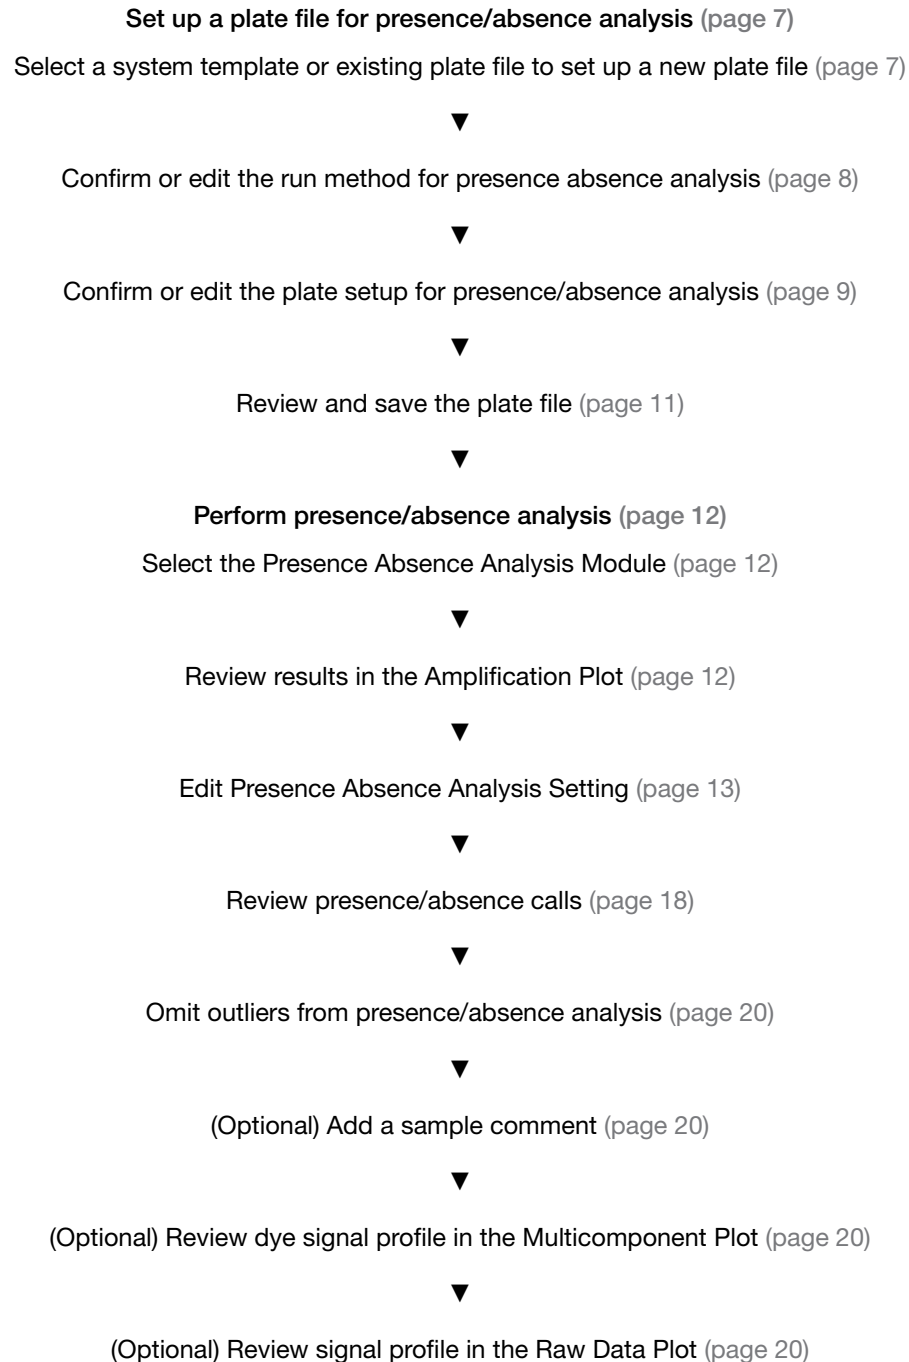 Set up a plate file for presence/absence analysis (page 7)
Select a system template or existing plate file to set up a new plate file (page 7)
▼
Confirm or edit the run method for presence absence analysis (page 8)
▼
Confirm or edit the plate setup for presence/absence analysis (page 9)
▼
Review and save the plate file (page 11)
▼
Perform presence/absence analysis (page 12)
Select the Presence Absence Analysis Module (page 12)
▼
Review results in the Amplification Plot (page 12)
▼
Edit Presence Absence Analysis Setting (page 13)
▼
Review presence/absence calls (page 18)
▼
Omit outliers from presence/absence analysis (page 20)
▼
(Optional) Add a sample comment (page 20)
▼
(Optional) Review dye signal profile in the Multicomponent Plot (page 20)
▼
(Optional) Review signal profile in the Raw Data Plot (page 20)